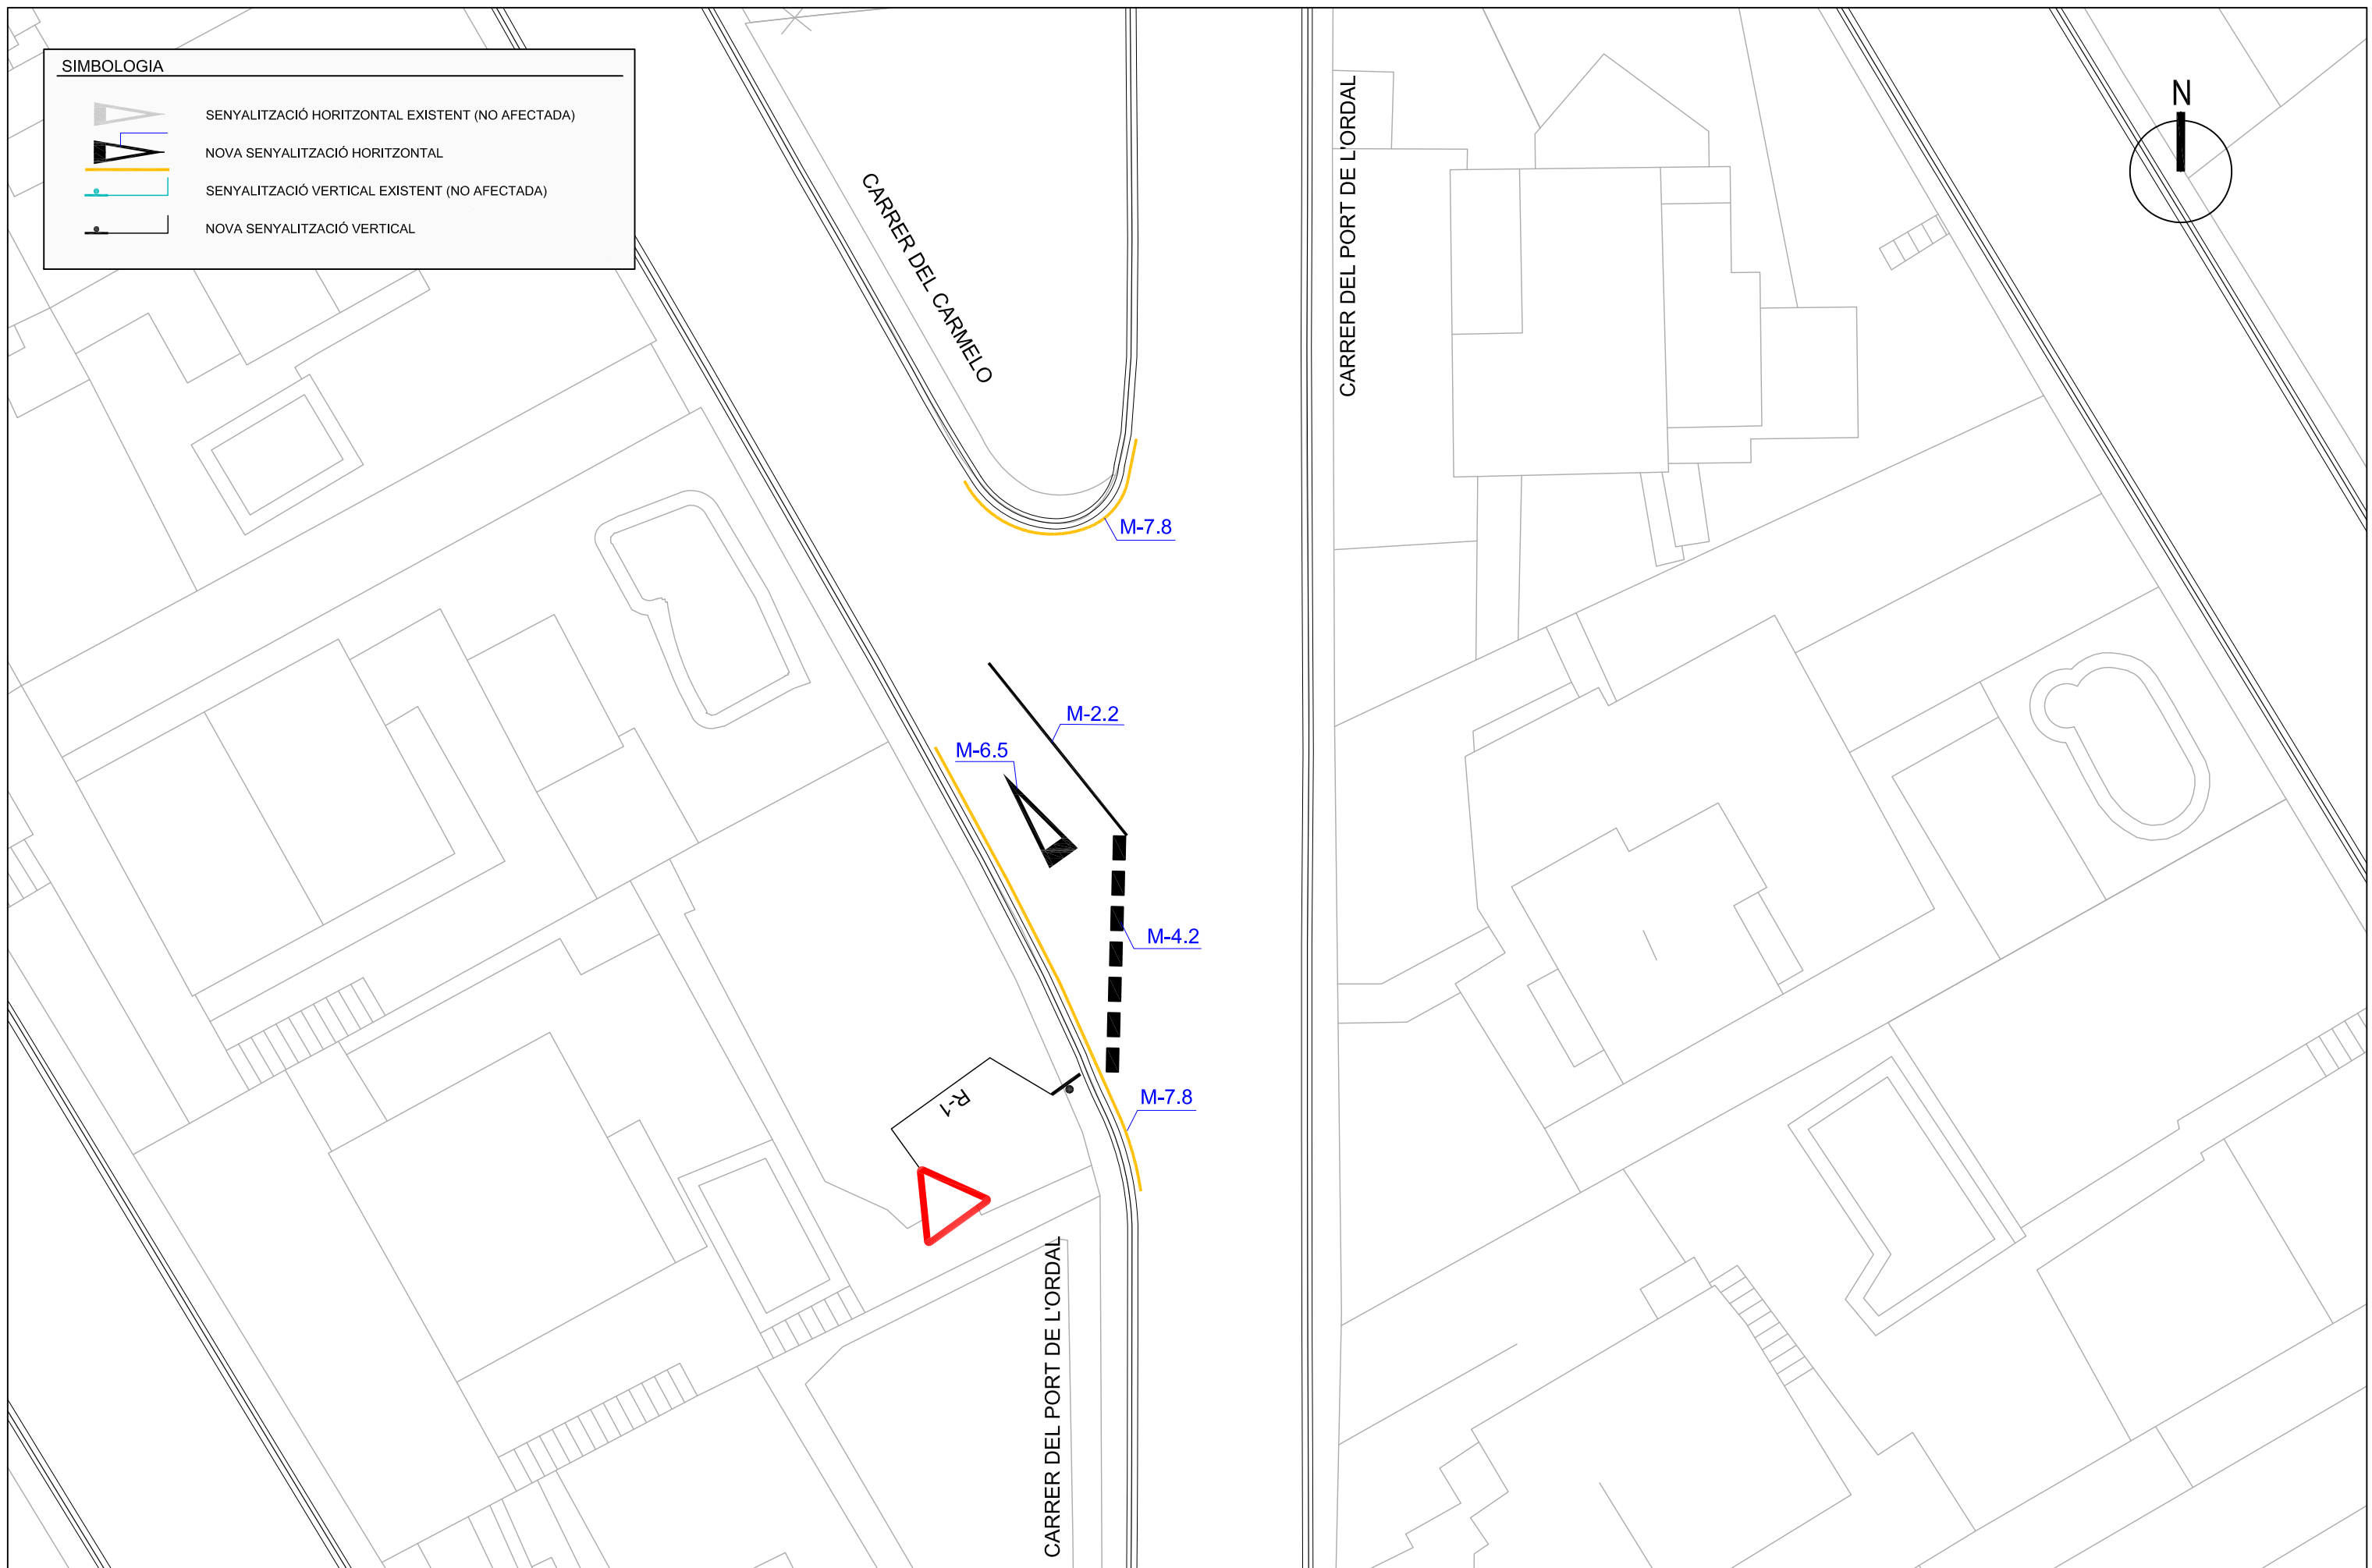 SIMBOLOGIA
SENYALITZACIÓ HORITZONTAL EXISTENT (NO AFECTADA)
NOVA SENYALITZACIÓ HORITZONTAL
SENYALITZACIÓ VERTICAL EXISTENT (NO AFECTADA)
NOVA SENYALITZACIÓ VERTICAL
CARRER DEL CARMELO
CARRER DEL PORT DE L'ORDAL
N
M-7.8
M-2.2
M-6.5
M-4.2
R-1
M-7.8
CARRER DEL PORT DE L'ORDAL